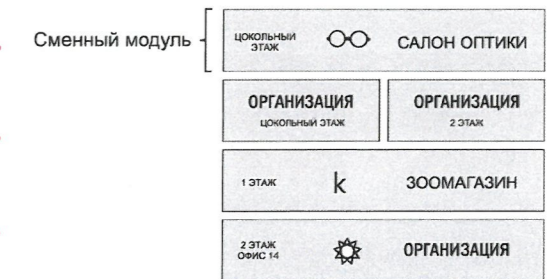 Сменный модуль
ЦОКОЛЬНЫЙ
ЭТАЖ
САЛОН ОПТИКИ
ОРГАНИЗАЦИЯ
ЦОКОЛЬНЫЙ ЭТАЖ
ОРГАНИЗАЦИЯ
2 ЭТАЖ
1 ЭТАЖ
k
ЗООМАГАЗИН
2 ЭТАЖ
ОФИС 14
ОРГАНИЗАЦИЯ